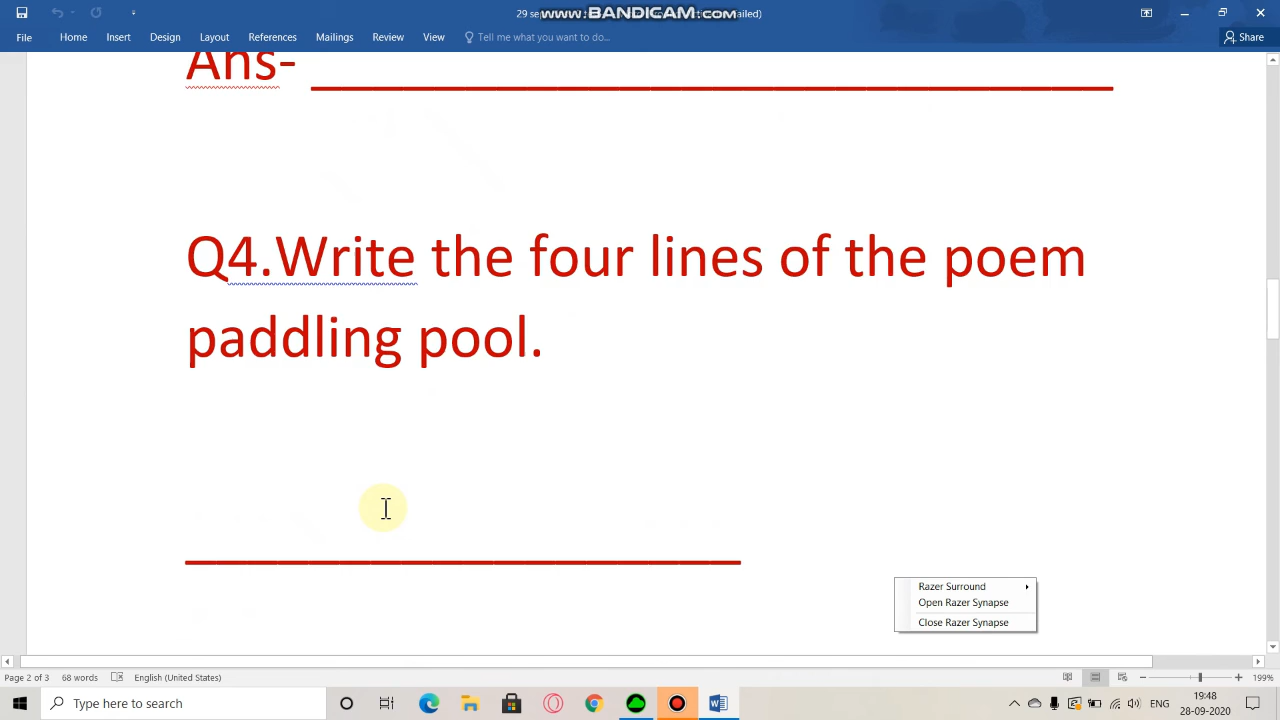 29 sep
WWW.BANDICAM.COM
iled)
File
Home
Insert
Design
Layout
References
Mailings
Review
View
Tell me what you want to do...
Share
Ans-
Q4.Write the four lines of the poem
paddling pool.
Razer Surround
Open Razer Synapse
Close Razer Synapse
Page 2 of 3
68 words
English (United States)
199%
Type here to search
ENG
19:48
28-09-2020